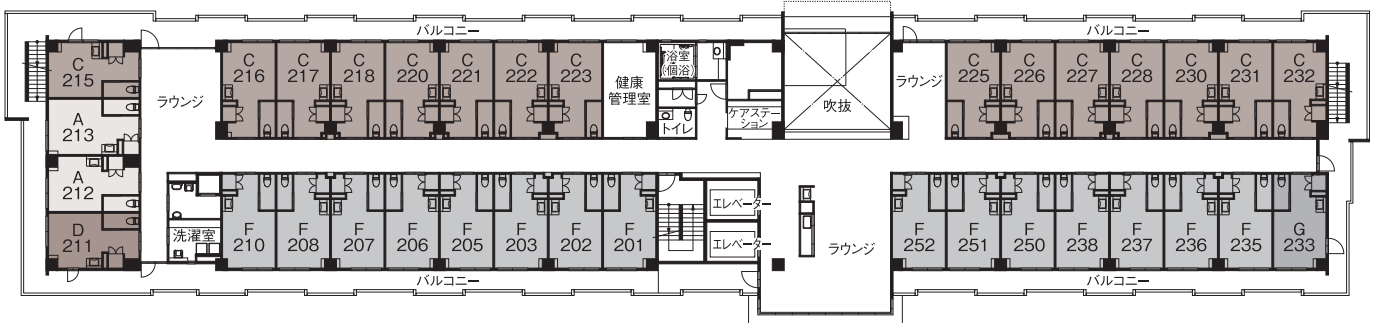 バルコニー
バルコニー
C
215
ラウンジ
C
216
C
217
C
218
C
220
C
221
C
222
C
223
健康
管理室
浴室
(個浴)
トイレ
ケアステー
ション
吹抜
ラウンジ
C
225
C
226
C
227
C
228
C
230
C
231
C
232
A
213
A
212
D
211
洗濯室
F
210
F
208
F
207
F
206
F
205
F
203
F
202
F
201
エレベーター
エレベーター
ラウンジ
F
252
F
251
F
250
F
238
F
237
F
236
F
235
G
233
バルコニー
バルコニー